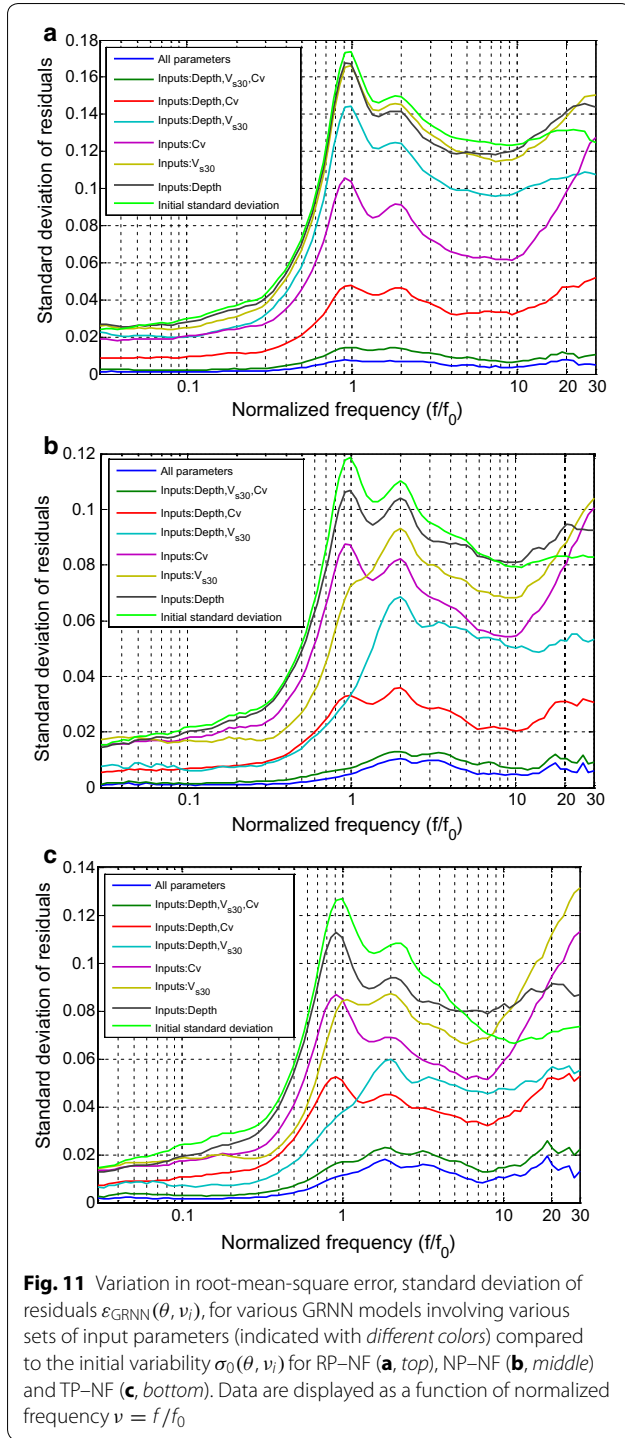 a
0.18
0.16
0.14
0.12
0.1
0.08
0.06
0.04
0.02
0
Standard deviation of residuals
All parameters
Inputs:Depth,Vs30,Cv
Inputs:Depth,Cv
Inputs:Depth,Vs30
Inputs:Cv
Inputs:Vs30
Inputs:Depth
Initial standard deviation
0.1 1 10 20 30
Normalized frequency (f/f0)
b
0.12
0.1
0.08
0.06
0.04
0.02
0
Standard deviation of residuals
All parameters
Inputs:Depth,Vs30,Cv
Inputs:Depth,Cv
Inputs:Depth,Vs30
Inputs:Cv
Inputs:Vs30
Inputs:Depth
Initial standard deviation
0.1 1 10 20 30
Normalized frequency (f/f0)
c
0.14
0.12
0.1
0.08
0.06
0.04
0.02
0
Standard deviation of residuals
All parameters
Inputs:Depth,Vs30,Cv
Inputs:Depth,Cv
Inputs:Depth,Vs30
Inputs:Cv
Inputs:Vs30
Inputs:Depth
Initial standard deviation
0.1 1 10 20 30
Normalized frequency (f/f0)
Fig. 11 Variation in root-mean-square error, standard deviation of
residuals εGRNN(θ, νi), for various GRNN models involving various
sets of input parameters (indicated with different colors) compared
to the initial variability σ0(θ, νi) for RP–NF (a, top), NP–NF (b, middle)
and TP–NF (c, bottom). Data are displayed as a function of normalized
frequency ν = f/f0